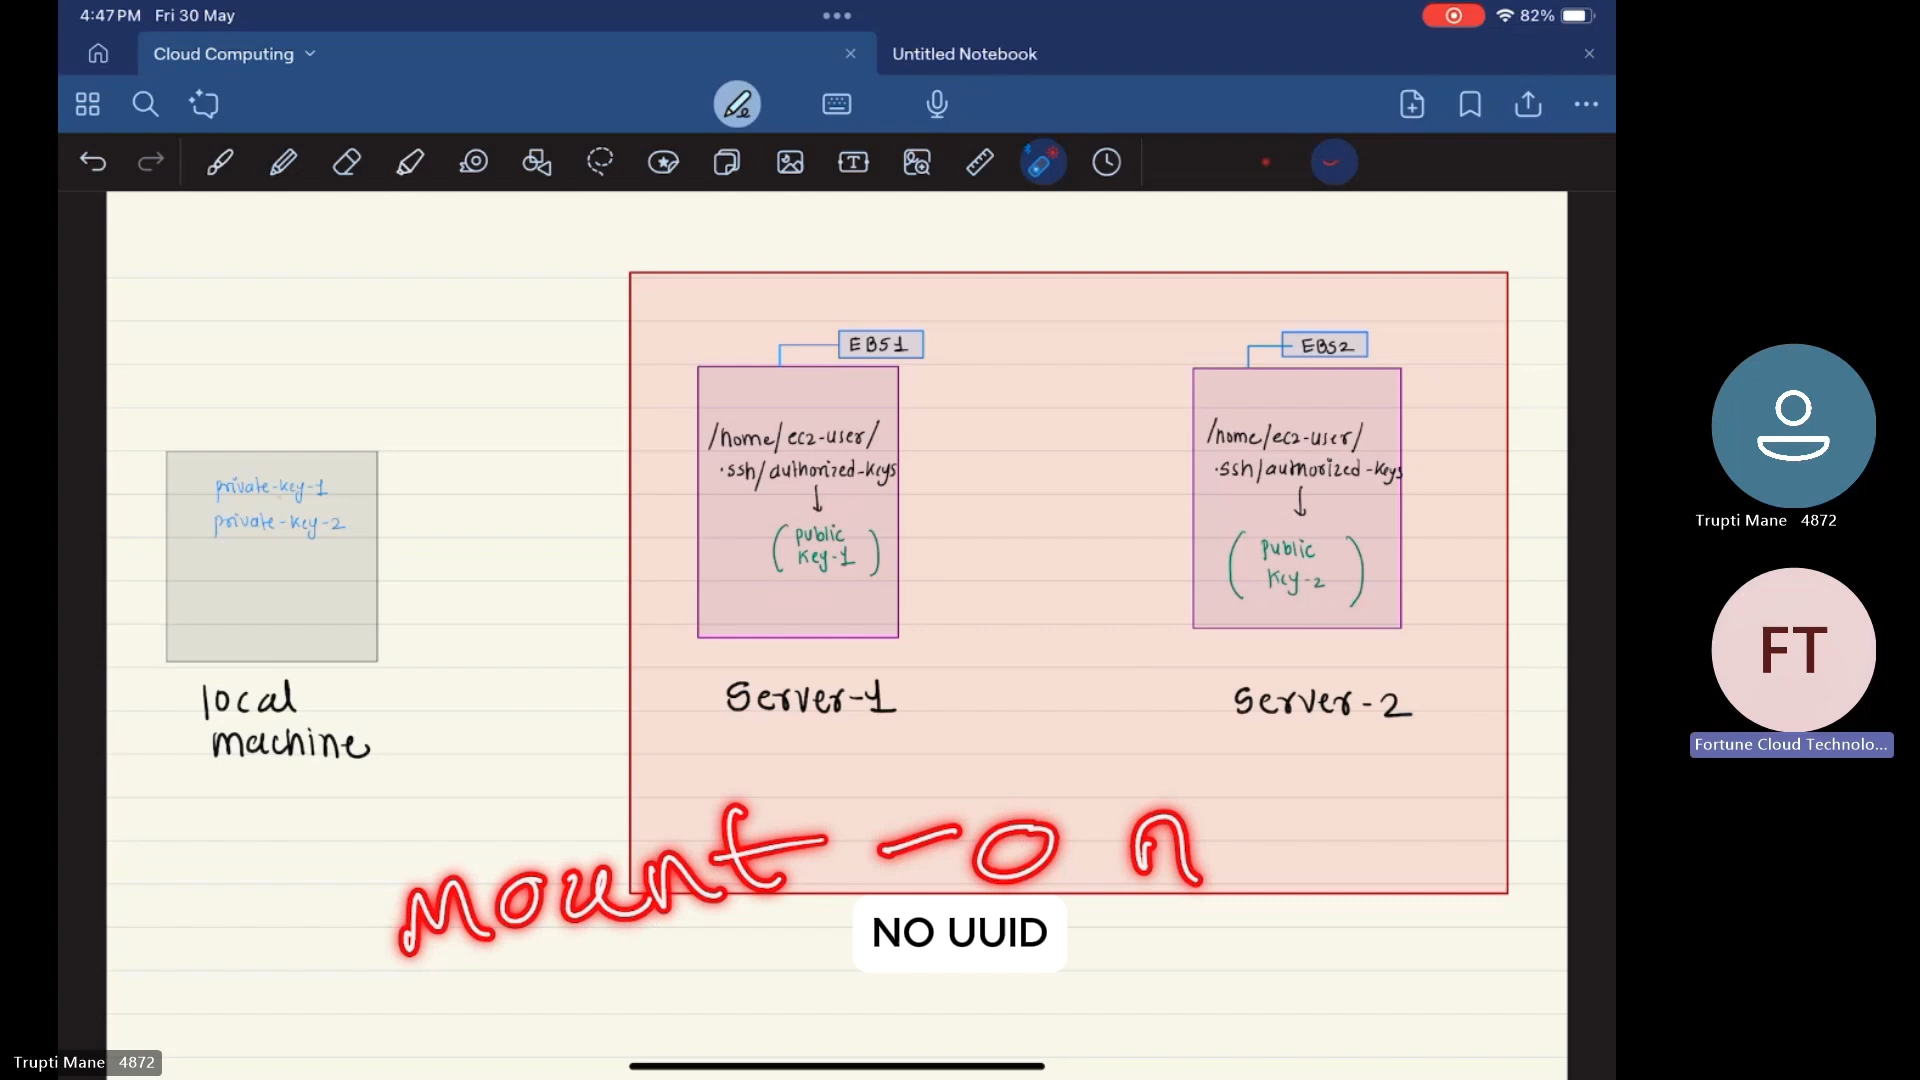 4:47 PM Fri 30 May
82%
Cloud Computing
Untitled Notebook
EBS1
EBS2
/home/ec2-user/
.ssh/authorized-keys
(public
key-1)
/home/ec2-user/
.ssh/authorized-keys
(public
key-2)
private-key-1
private-key-2
local
machine
Server-1
Server-2
mount -o n
NO UUID
Trupti Mane 4872
FT
Fortune Cloud Technolo...
Trupti Mane 4872